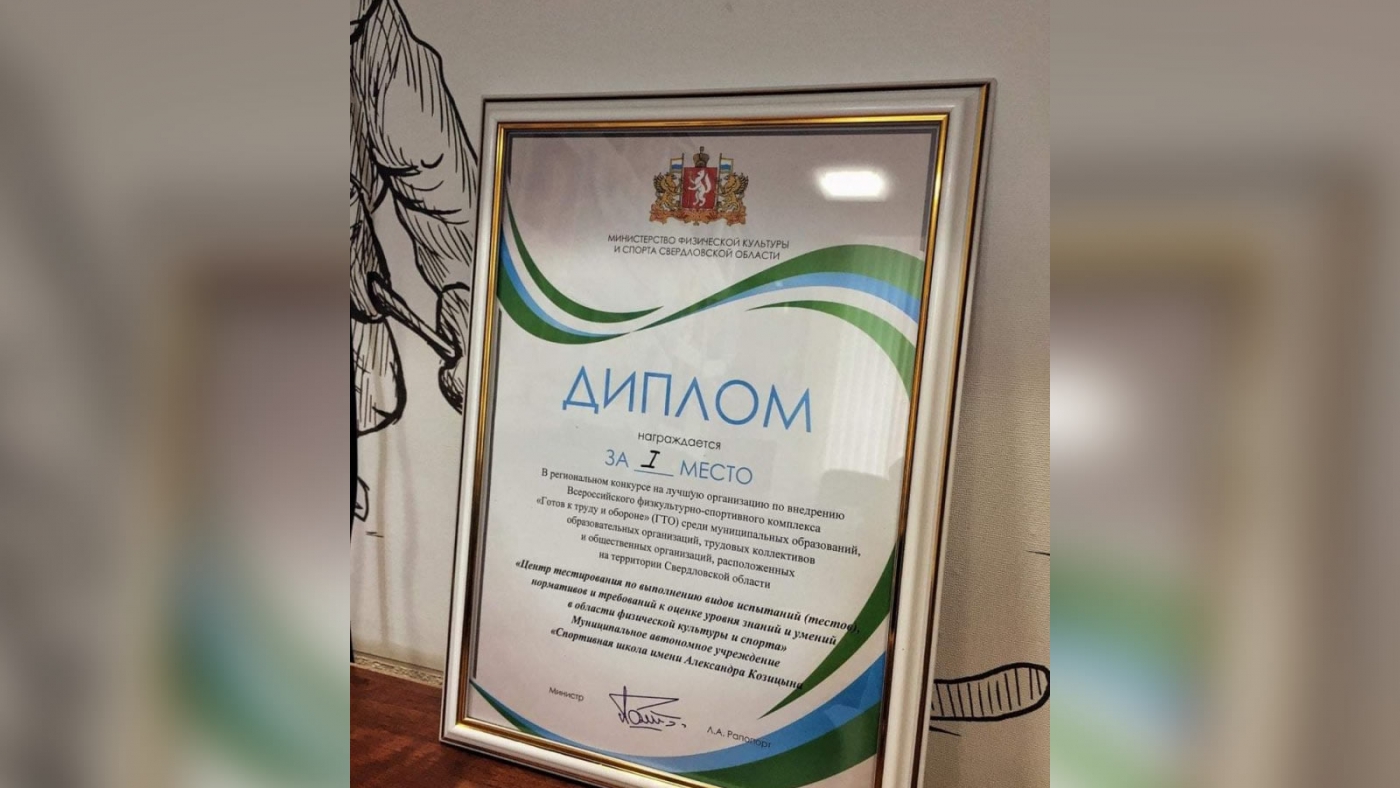 МИНИСТЕРСТВО ФИЗИЧЕСКОЙ КУЛЬТУРЫ
И СПОРТА СВЕРДЛОВСКОЙ ОБЛАСТИ
ДИПЛОМ
награждается
ЗА I МЕСТО
В региональном конкурсе на лучшую организацию по внедрению
Всероссийского физкультурно-спортивного комплекса
«Готов к труду и обороне» (ГТО) среди муниципальных образований,
образовательных организаций, трудовых коллективов
и общественных организаций, расположенных
на территории Свердловской области
«Центр тестирования по выполнению видов испытаний (тестов),
нормативов и требований к оценке уровня знаний и умений
в области физической культуры и спорта»
Муниципальное автономное учреждение
«Спортивная школа имени Александра Козицына
Министр
Л.А. Рапопорт